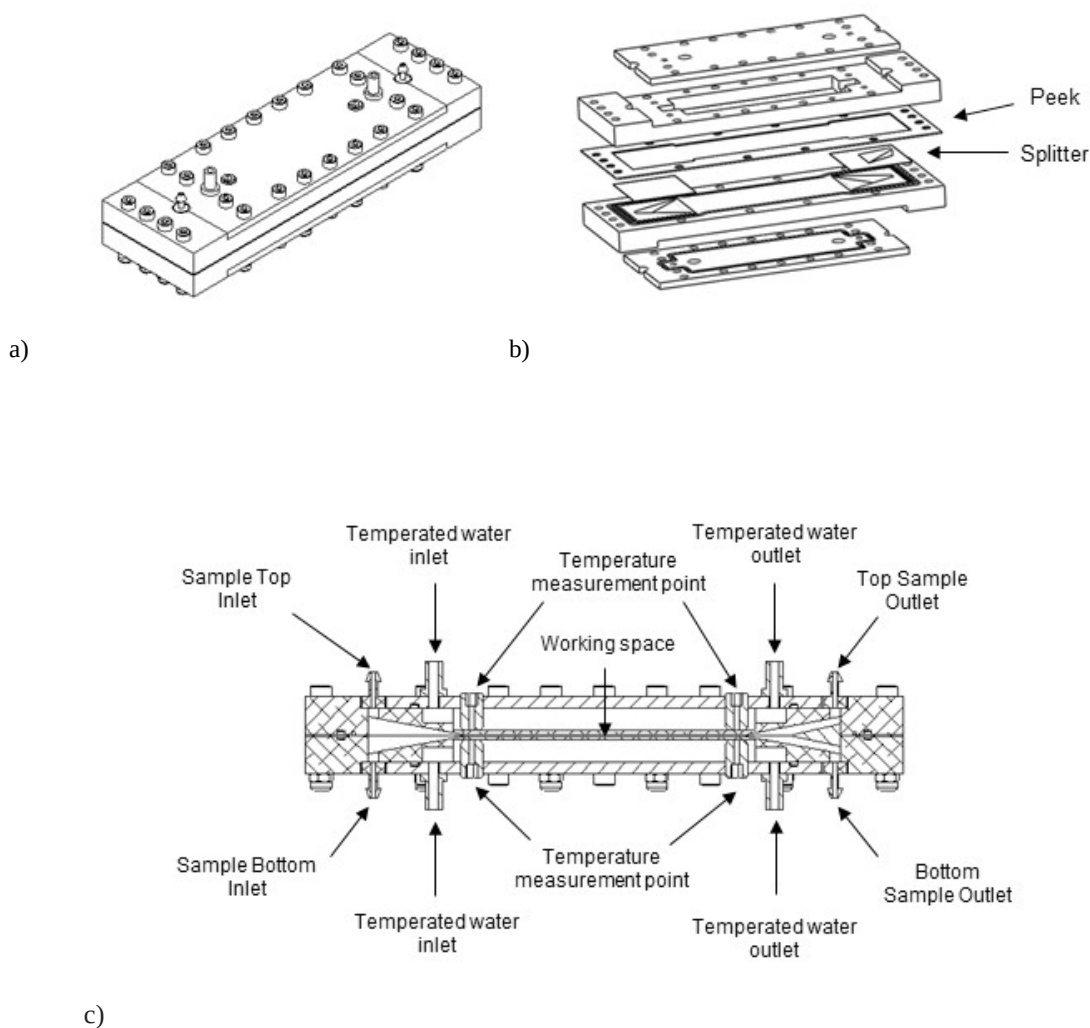 Peek
Splitter
a)
b)
Temperated water
inlet
Temperature
measurement point
Temperated water
outlet
Sample Top
Inlet
Top Sample
Outlet
Working space
Sample Bottom
Inlet
Temperature
measurement point
Bottom
Sample Outlet
Temperated water
inlet
Temperated water
outlet
c)